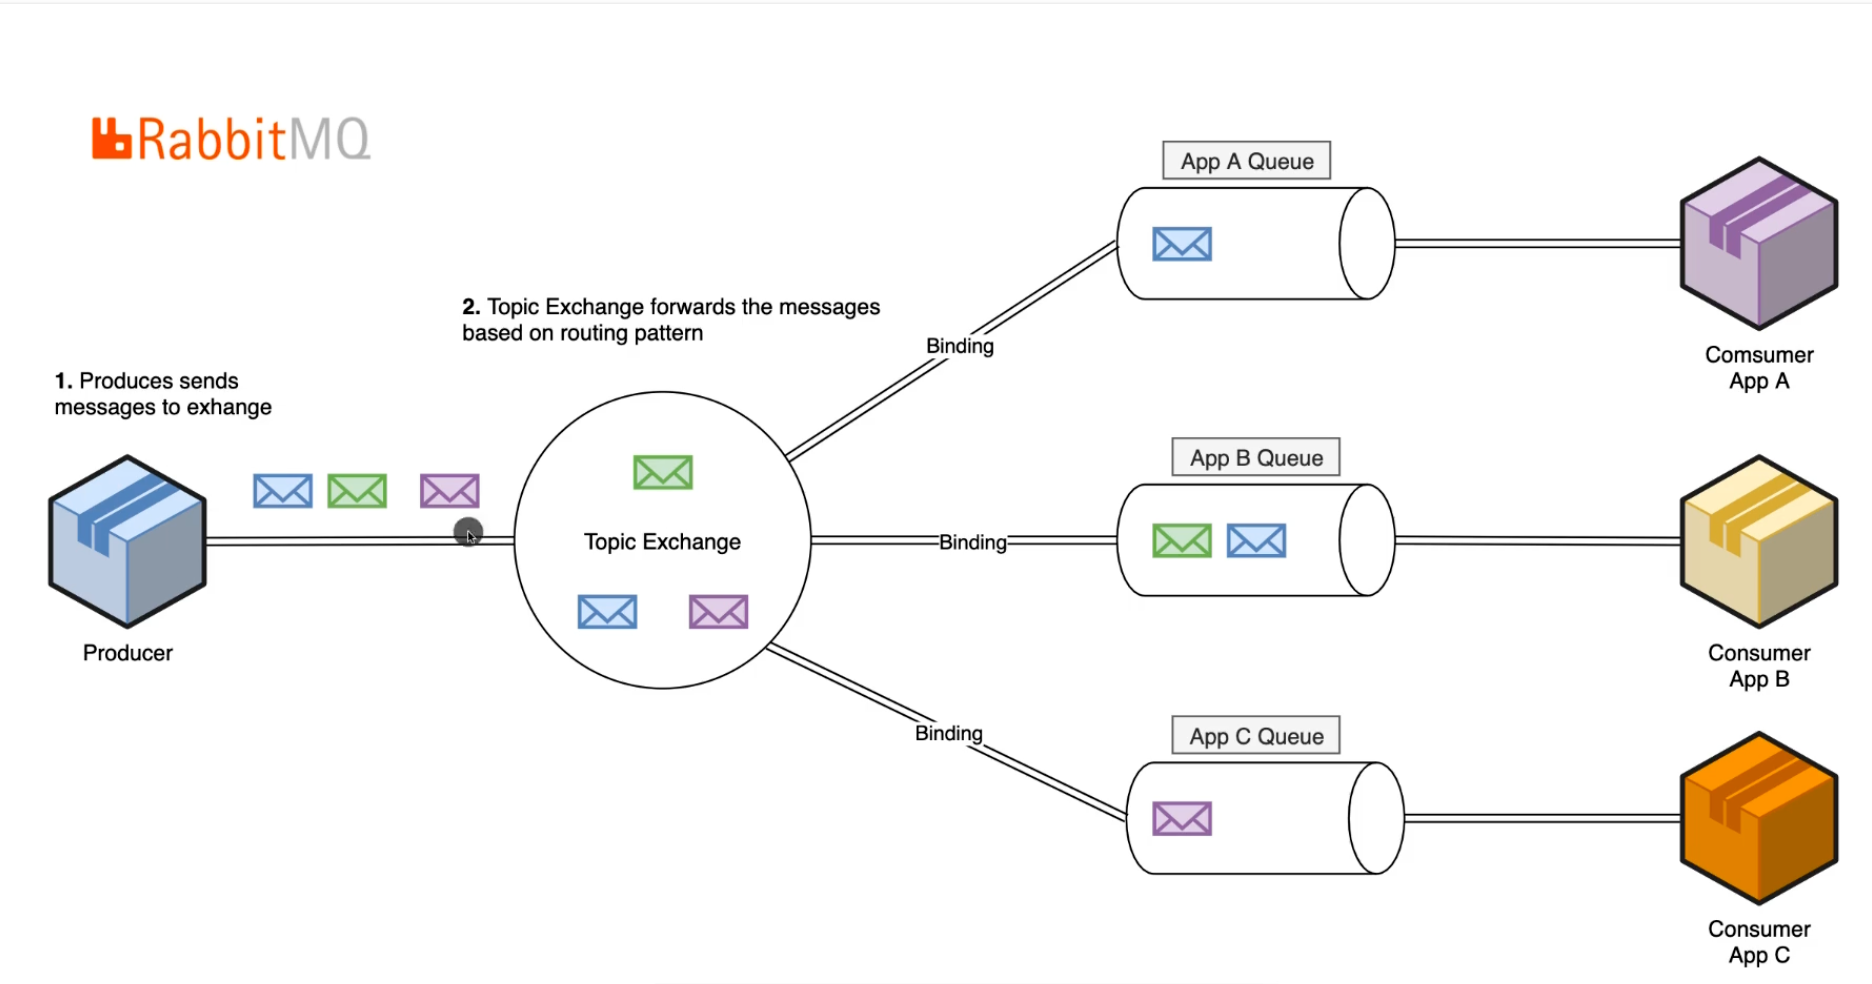 RabbitMQ
App A Queue
2. Topic Exchange forwards the messages
based on routing pattern
Binding
Comsumer
App A
1. Produces sends
messages to exhange
App B Queue
Topic Exchange
Binding
Producer
Consumer
App B
Binding
App C Queue
Consumer
App C